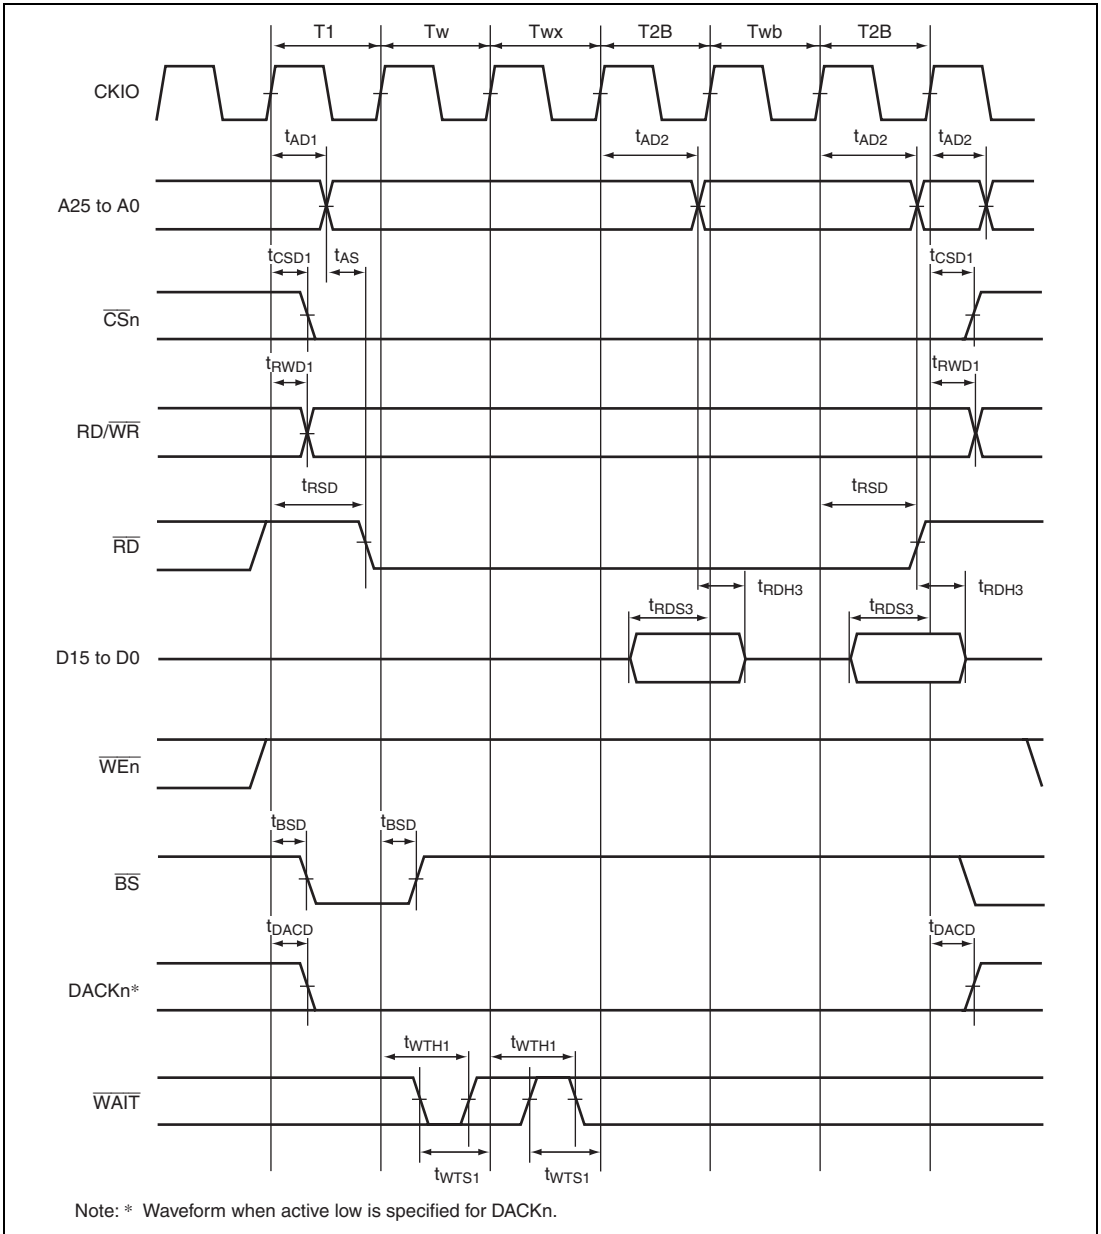 T1 Tw Twx T2B Twb T2B
CKIO
tAD1 tAD2 tAD2 tAD2
A25 to A0
tCSD1 tAS tCSD1
CSn
tRWD1 tRWD1
RD/WR
tRSD tRSD
RD
tRDH3 tRDH3
tRDS3 tRDS3
D15 to D0
WEn
tBSD tBSD
BS
tDACD tDACD
DACKn*
tWTH1 tWTH1
WAIT
tWTS1 tWTS1
Note: * Waveform when active low is specified for DACKn.